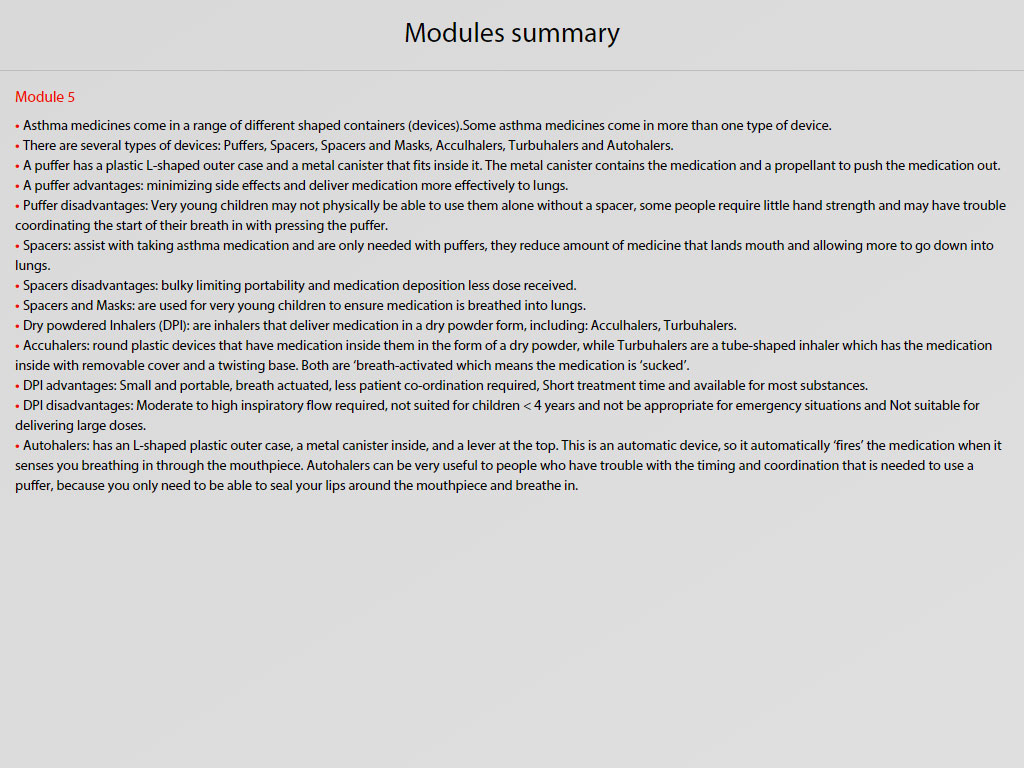 Modules summary
Module 5
• Asthma medicines come in a range of different shaped containers (devices).Some asthma medicines come in more than one type of device.
• There are several types of devices: Puffers, Spacers, Spacers and Masks, Acculhalers, Turbuhalers and Autohalers.
• A puffer has a plastic L-shaped outer case and a metal canister that fits inside it. The metal canister contains the medication and a propellant to push the medication out.
• A puffer advantages: minimizing side effects and deliver medication more effectively to lungs.
• Puffer disadvantages: Very young children may not physically be able to use them alone without a spacer, some people require little hand strength and may have trouble
coordinating the start of their breath in with pressing the puffer.
• Spacers: assist with taking asthma medication and are only needed with puffers, they reduce amount of medicine that lands mouth and allowing more to go down into
lungs.
• Spacers disadvantages: bulky limiting portability and medication deposition less dose received.
• Spacers and Masks: are used for very young children to ensure medication is breathed into lungs.
• Dry powdered Inhalers (DPI): are inhalers that deliver medication in a dry powder form, including: Acculhalers, Turbuhalers.
• Accuhalers: round plastic devices that have medication inside them in the form of a dry powder, while Turbuhalers are a tube-shaped inhaler which has the medication
inside with removable cover and a twisting base. Both are ‘breath-activated which means the medication is ‘sucked’.
• DPI advantages: Small and portable, breath actuated, less patient co-ordination required, Short treatment time and available for most substances.
• DPI disadvantages: Moderate to high inspiratory flow required, not suited for children < 4 years and not be appropriate for emergency situations and Not suitable for
delivering large doses.
• Autohalers: has an L-shaped plastic outer case, a metal canister inside, and a lever at the top. This is an automatic device, so it automatically ‘fires’ the medication when it
senses you breathing in through the mouthpiece. Autohalers can be very useful to people who have trouble with the timing and coordination that is needed to use a
puffer, because you only need to be able to seal your lips around the mouthpiece and breathe in.